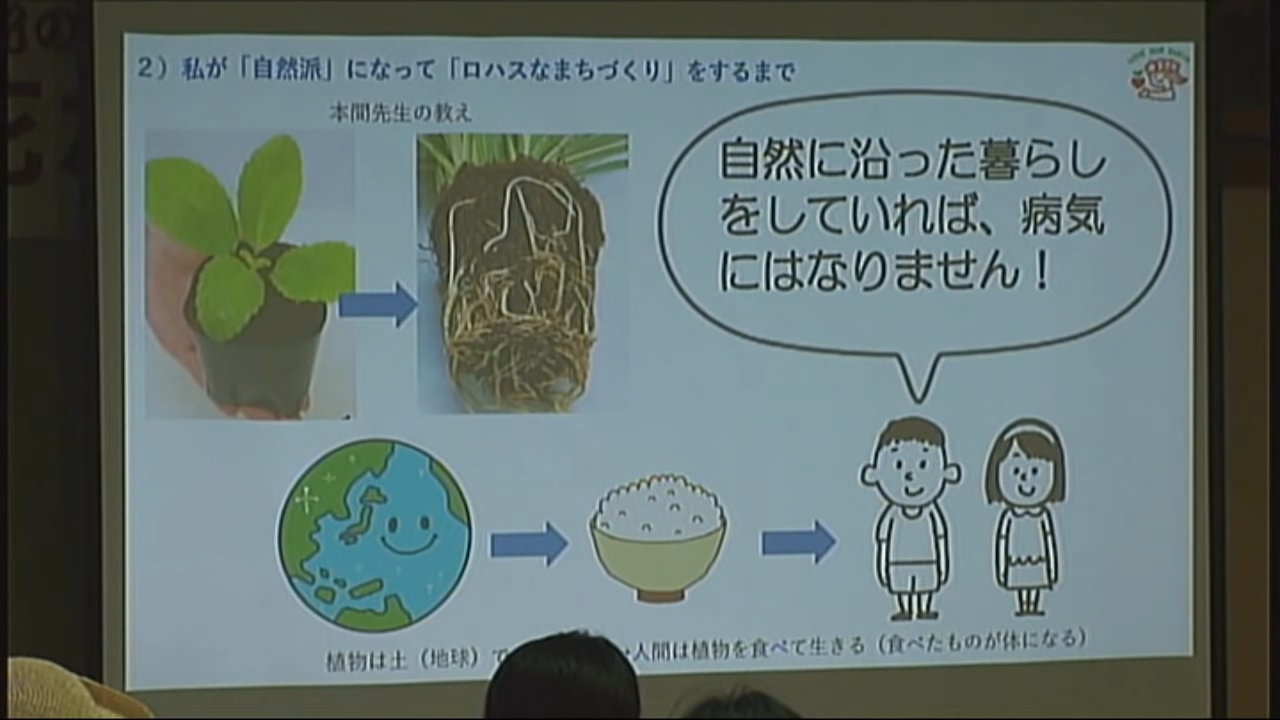 2）私が「自然派」になって「ロハスなまちづくり」をするまで
本間先生の教え
自然に沿った暮らし
をしていれば、病気
にはなりません！
植物は土（地球）で
人間は植物を食べて生きる（食べたものが体になる）